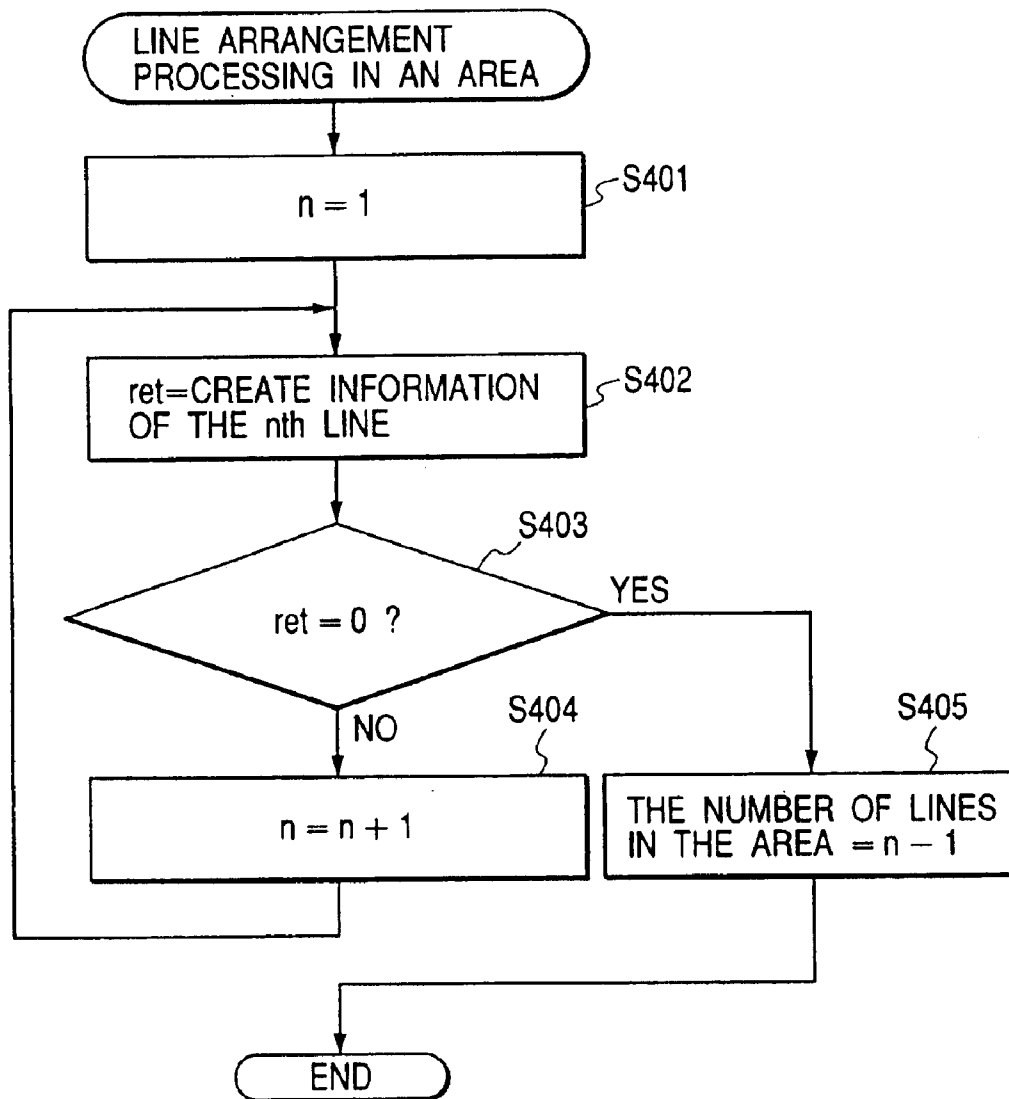 LINE ARRANGEMENT
PROCESSING IN AN AREA
S401
n = 1
S402
ret=CREATE INFORMATION
OF THE nth LINE
S403
ret = 0 ?
YES
NO
S404
n = n + 1
S405
THE NUMBER OF LINES
IN THE AREA = n − 1
END